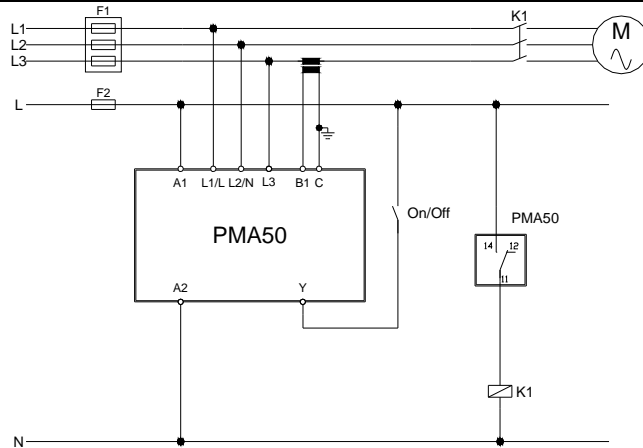 F1
K1
L1
L2
L3
M
F2
L
A1 L1/L L2/N L3 B1 C
On/Off
PMA50
PMA50
14 12
11
A2 Y
K1
N